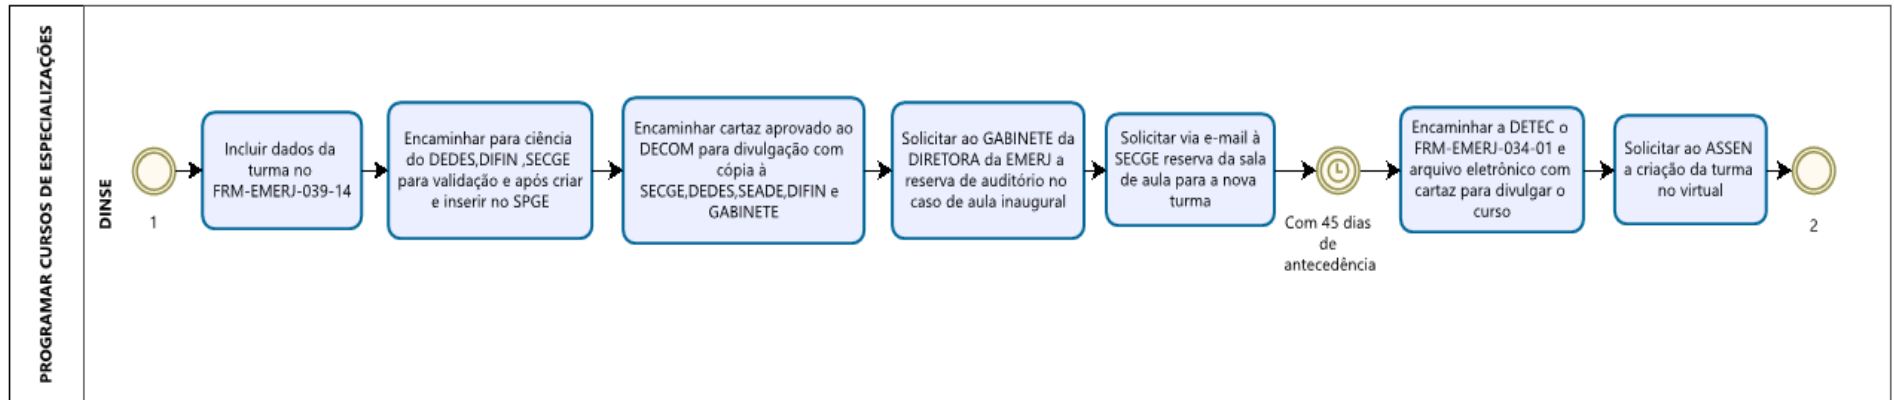 PROGRAMAR CURSOS DE ESPECIALIZAÇÕES
DINSE
1
Incluir dados da
turma no
FRM-EMERJ-039-14
Encaminhar para ciência
do DEDES,DIFIN ,SECGE
para validação e após criar
e inserir no SPGE
Encaminhar cartaz aprovado ao
DECOM para divulgação com
cópia à
SECGE,DEDES,SEADE,DIFIN e
GABINETE
Solicitar ao GABINETE da
DIRETORA da EMERJ a
reserva de auditório no
caso de aula inaugural
Solicitar via e-mail à
SECGE reserva da sala
de aula para a nova
turma
Com 45 dias
de
antecedência
Encaminhar a DETEC o
FRM-EMERJ-034-01 e
arquivo eletrônico com
cartaz para divulgar o
curso
Solicitar ao ASSEN
a criação da turma
no virtual
2